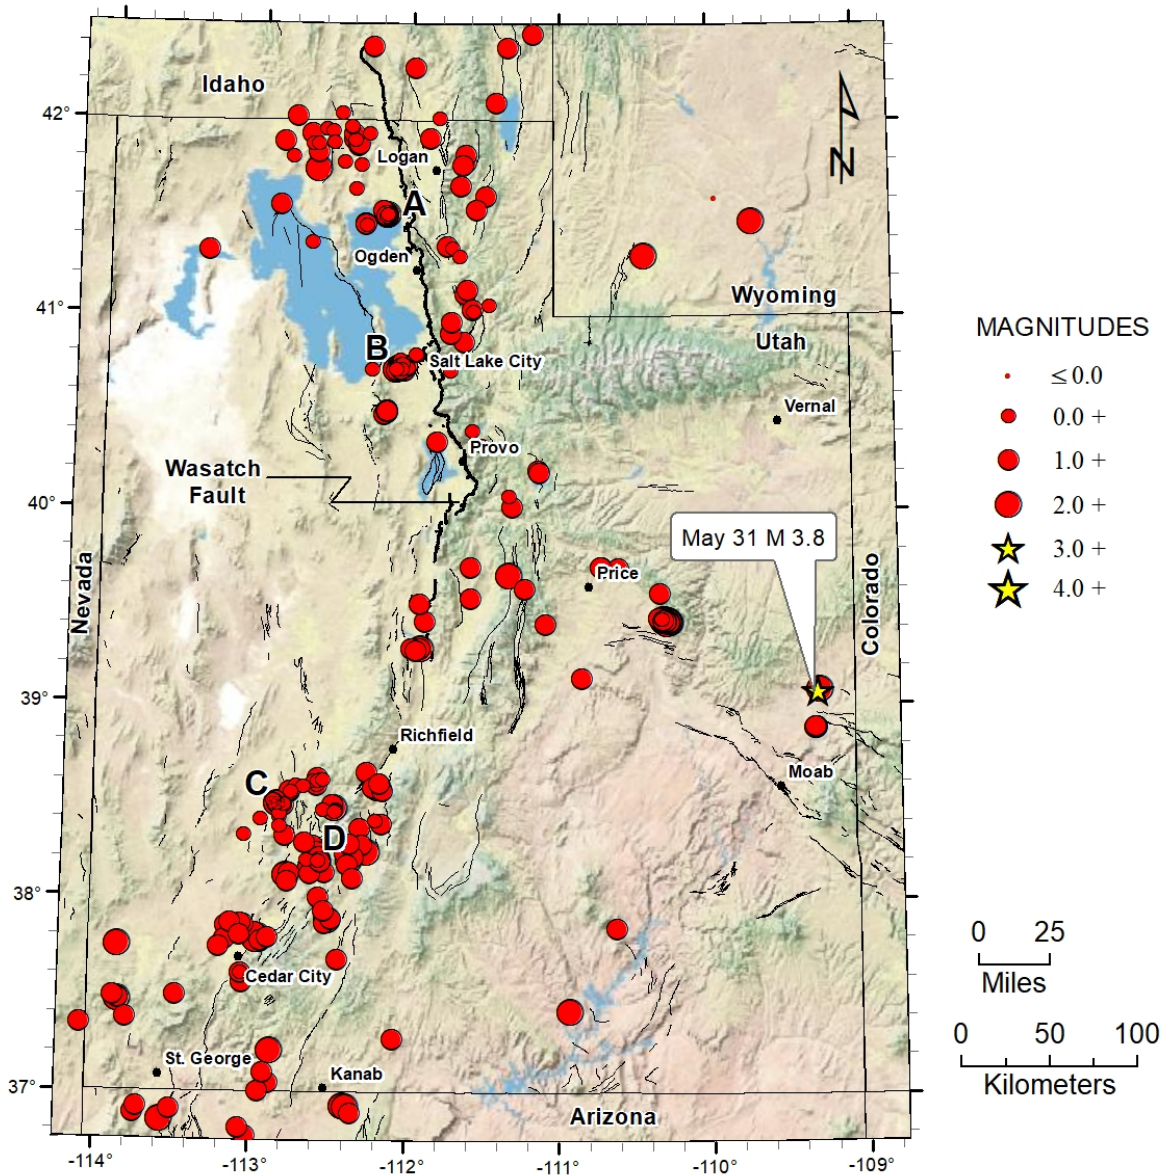 Idaho
42°
Logan
A
Ogden
N
41°
Wyoming
B
Salt Lake City
Utah
Vernal
Provo
Wasatch
Fault
40°
May 31 M 3.8
Nevada
Price
Colorado
39°
Richfield
Moab
C
D
38°
Cedar City
St. George
Kanab
37°
Arizona
-114°
-113°
-112°
-111°
-110°
-109°
MAGNITUDES
≤ 0.0
0.0 +
1.0 +
2.0 +
3.0 +
4.0 +
0 25
Miles
0 50 100
Kilometers